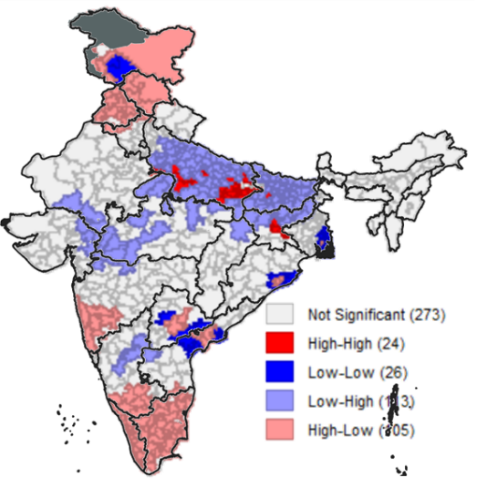 Not Significant (273)
High-High (24)
Low-Low (26)
Low-High
High-Low